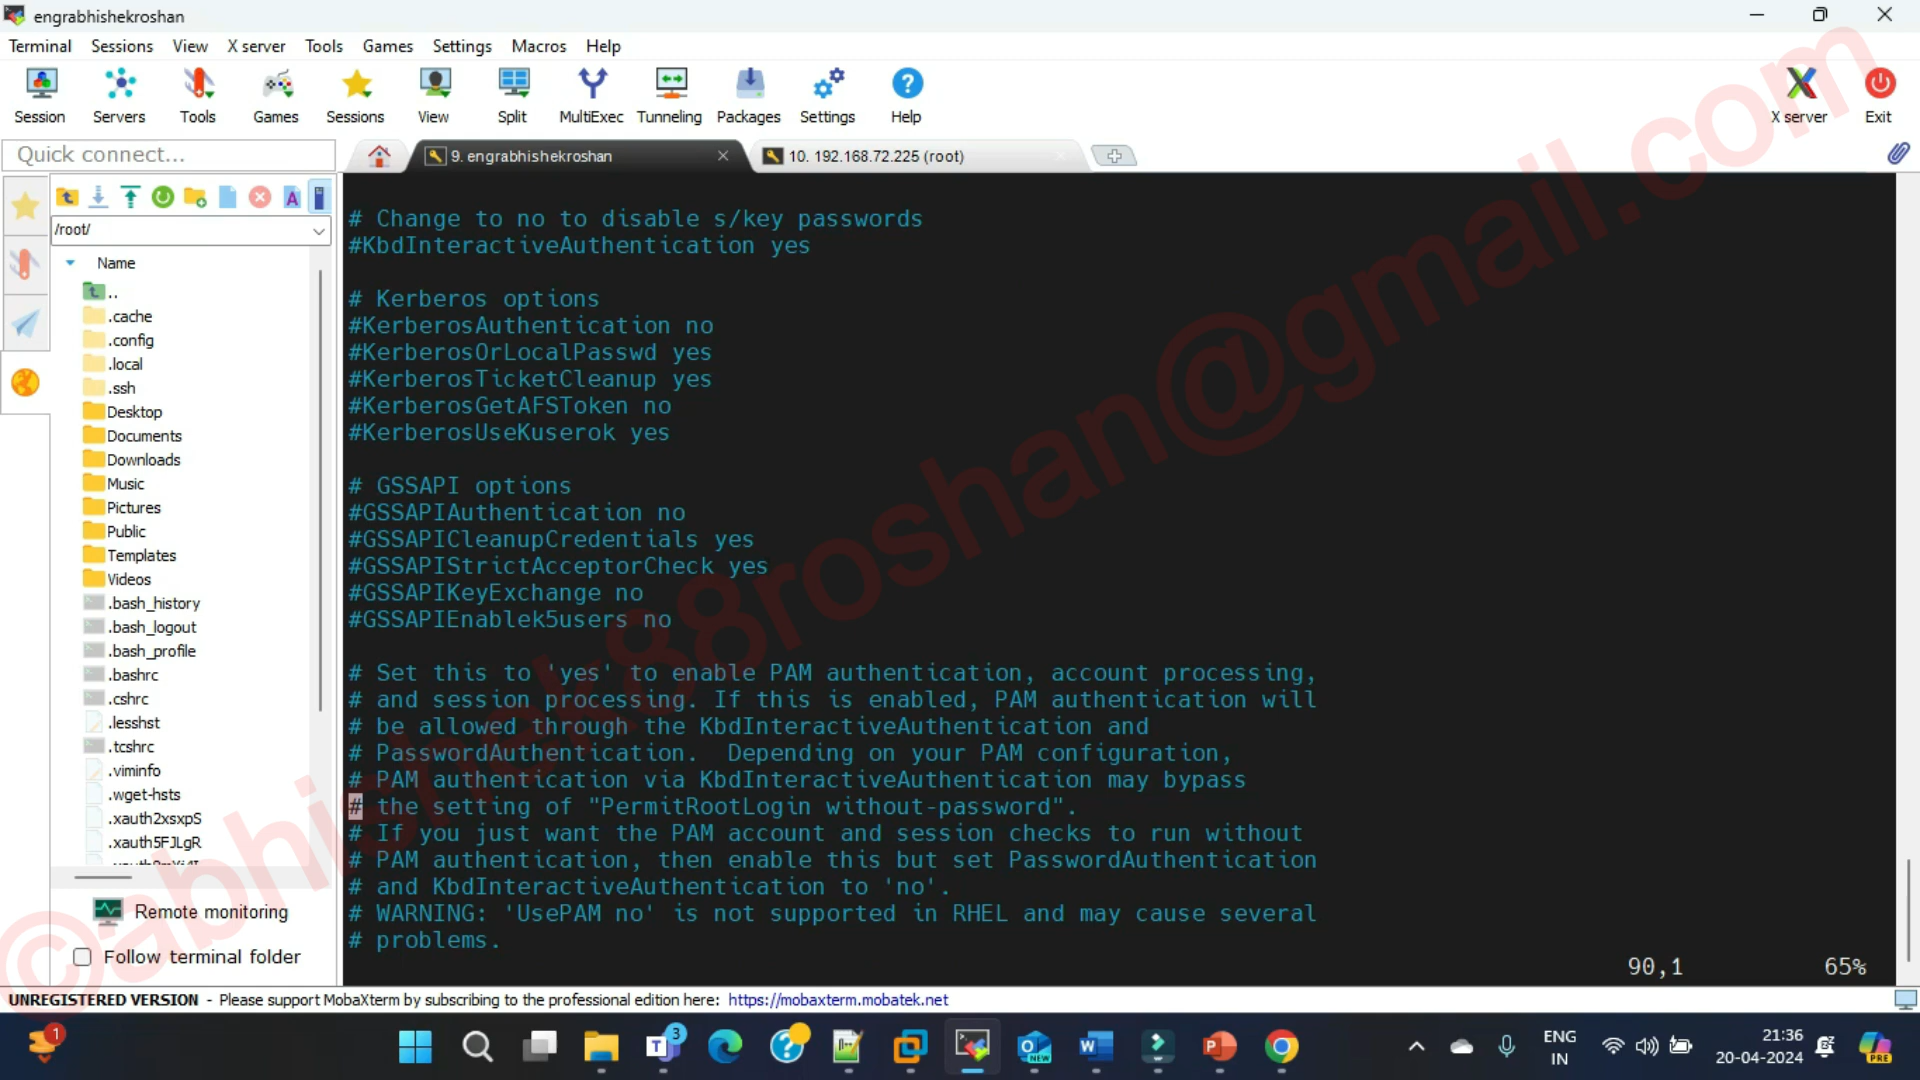 engrabhishekroshan
Terminal Sessions View X server Tools Games Settings Macros Help
Session Servers Tools Games Sessions View Split MultiExec Tunneling Packages Settings Help X server Exit
Quick connect...
9. engrabhishekroshan
10. 192.168.72.225 (root)
/root/
Name
..
.cache
.config
.local
.ssh
Desktop
Documents
Downloads
Music
Pictures
Public
Templates
Videos
.bash_history
.bash_logout
.bash_profile
.bashrc
.cshrc
.lesshst
.tcshrc
.viminfo
.wget-hsts
.xauth2xsxpS
.xauth5FJLgR
Remote monitoring
Follow terminal folder
# Change to no to disable s/key passwords
#KbdInteractiveAuthentication yes
# Kerberos options
#KerberosAuthentication no
#KerberosOrLocalPasswd yes
#KerberosTicketCleanup yes
#KerberosGetAFSToken no
#KerberosUseKuserok yes
# GSSAPI options
#GSSAPIAuthentication no
#GSSAPICleanupCredentials yes
#GSSAPIStrictAcceptorCheck yes
#GSSAPIKeyExchange no
#GSSAPIEnablek5users no
# Set this to 'yes' to enable PAM authentication, account processing,
# and session processing. If this is enabled, PAM authentication will
# be allowed through the KbdInteractiveAuthentication and
# PasswordAuthentication.  Depending on your PAM configuration,
# PAM authentication via KbdInteractiveAuthentication may bypass
# the setting of "PermitRootLogin without-password".
# If you just want the PAM account and session checks to run without
# PAM authentication, then enable this but set PasswordAuthentication
# and KbdInteractiveAuthentication to 'no'.
# WARNING: 'UsePAM no' is not supported in RHEL and may cause several
# problems.
90,1 65%
©abhishek88roshan@gmail.com
UNREGISTERED VERSION - Please support MobaXterm by subscribing to the professional edition here: https://mobaxterm.mobatek.net
1
3
NEW
ENG
IN
21:36
20-04-2024
PRE